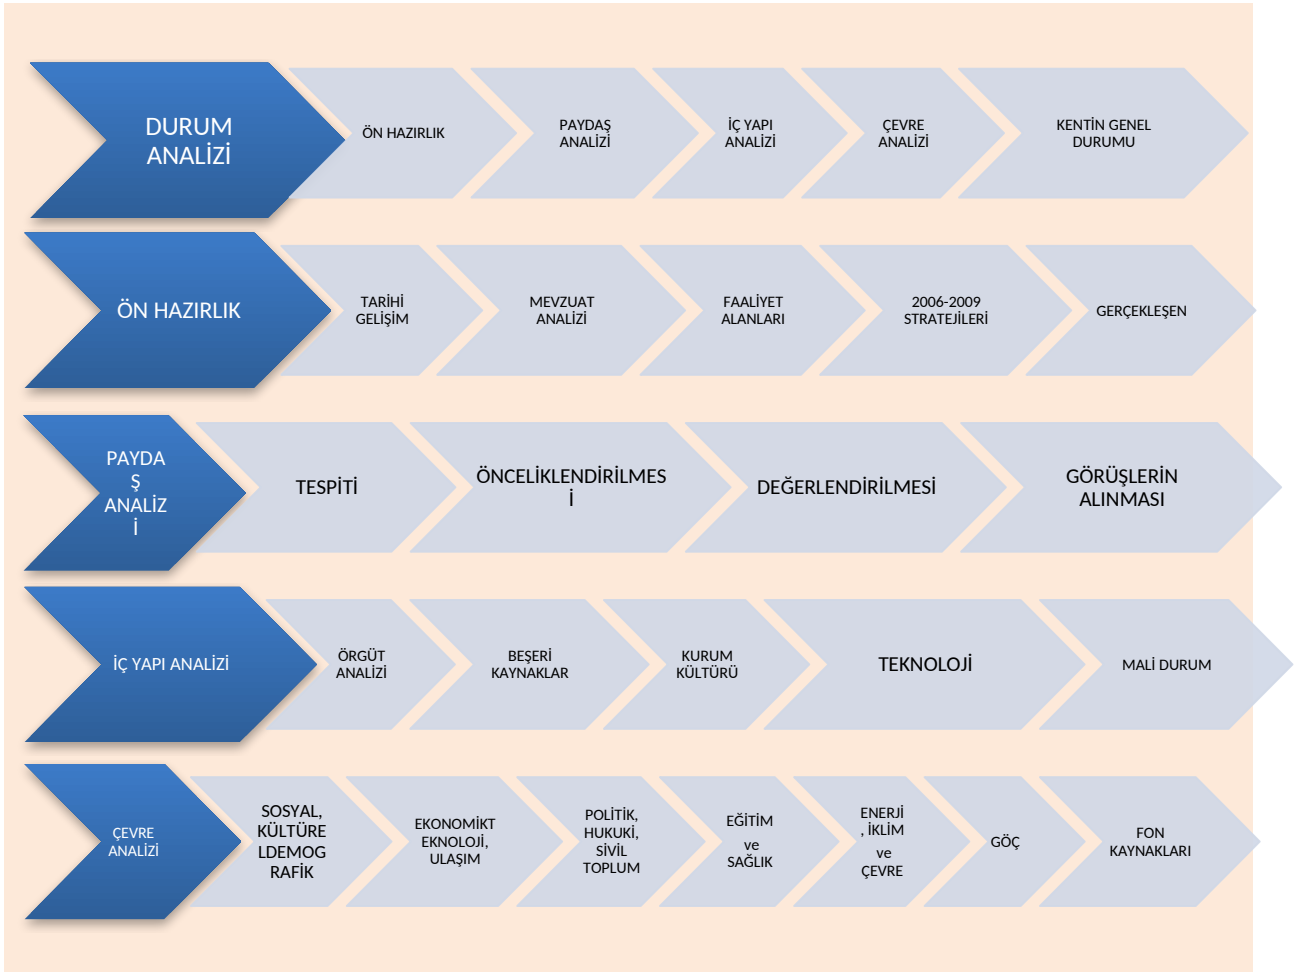 DURUM
ANALİZİ
ÖN HAZIRLIK
PAYDAŞ
ANALİZİ
İÇ YAPI
ANALİZİ
ÇEVRE
ANALİZİ
KENTİN GENEL
DURUMU
ÖN HAZIRLIK
TARİHİ
GELİŞİM
MEVZUAT
ANALİZİ
FAALİYET
ALANLARI
2006-2009
STRATEJİLERİ
GERÇEKLEŞEN
PAYDA
Ş
ANALİZ
İ
TESPİTİ
ÖNCELİKLENDİRİLMES
İ
DEĞERLENDİRİLMESİ
GÖRÜŞLERİN
ALINMASI
İÇ YAPI ANALİZİ
ÖRGÜT
ANALİZİ
BEŞERİ
KAYNAKLAR
KURUM
KÜLTÜRÜ
TEKNOLOJİ
MALİ DURUM
ÇEVRE
ANALİZİ
SOSYAL,
KÜLTÜRE
LDEMOG
RAFİK
EKONOMİKT
EKNOLOJİ,
ULAŞIM
POLİTİK,
HUKUKİ,
SİVİL
TOPLUM
EĞİTİM
ve
SAĞLIK
ENERJİ
, İKLİM
ve
ÇEVRE
GÖÇ
FON
KAYNAKLARI